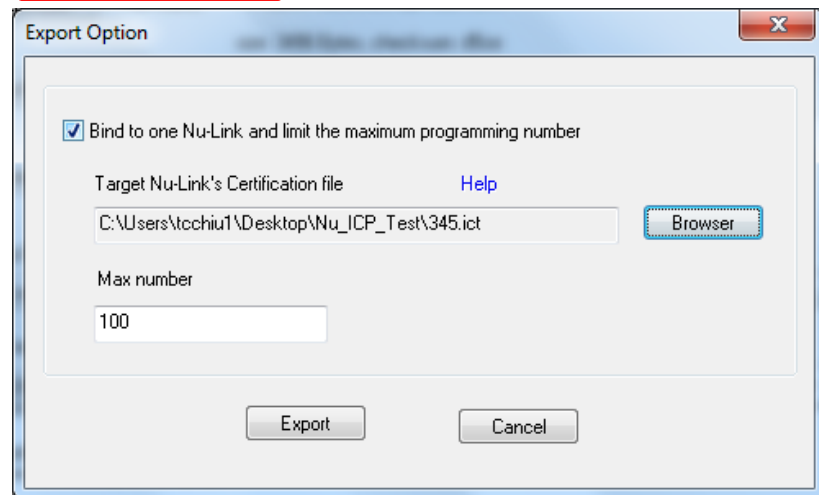 Export Option
Bind to one Nu-Link and limit the maximum programming number
Target Nu-Link's Certification file Help
C:\Users\tcchiu1\Desktop\Nu_ICP_Test\345.ict Browser
Max number
100
Export Cancel